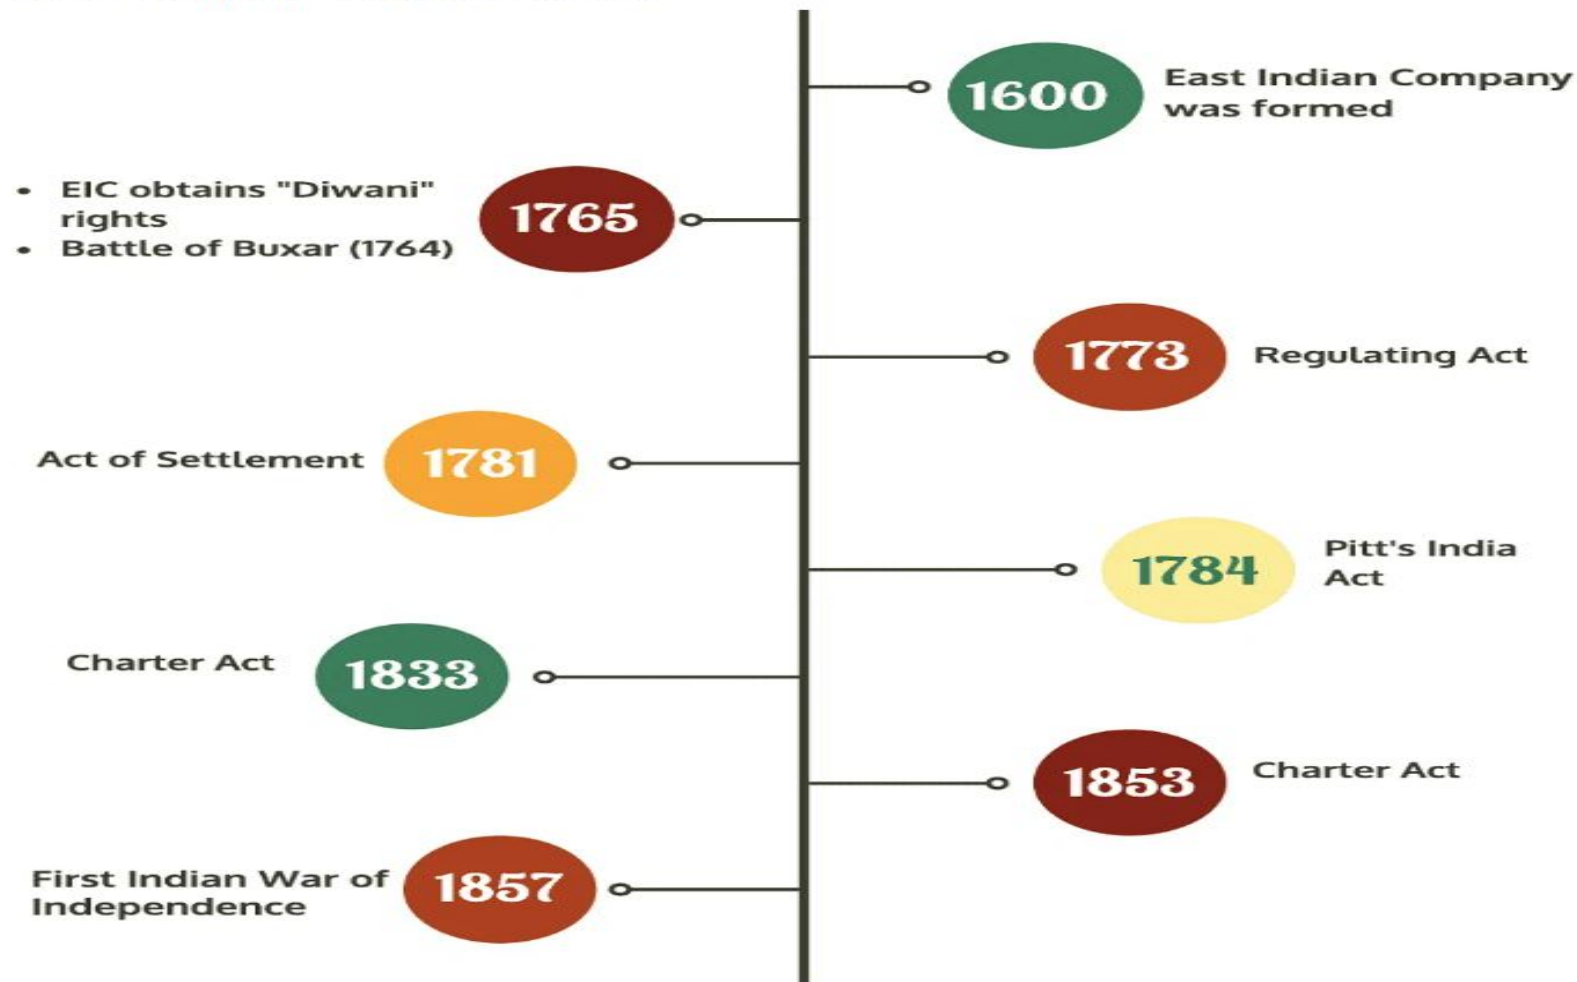 1600
East Indian Company
was formed
• EIC obtains "Diwani"
rights
• Battle of Buxar (1764)
1765
1773
Regulating Act
Act of Settlement
1781
1784
Pitt's India
Act
Charter Act
1833
1853
Charter Act
First Indian War of
Independence
1857